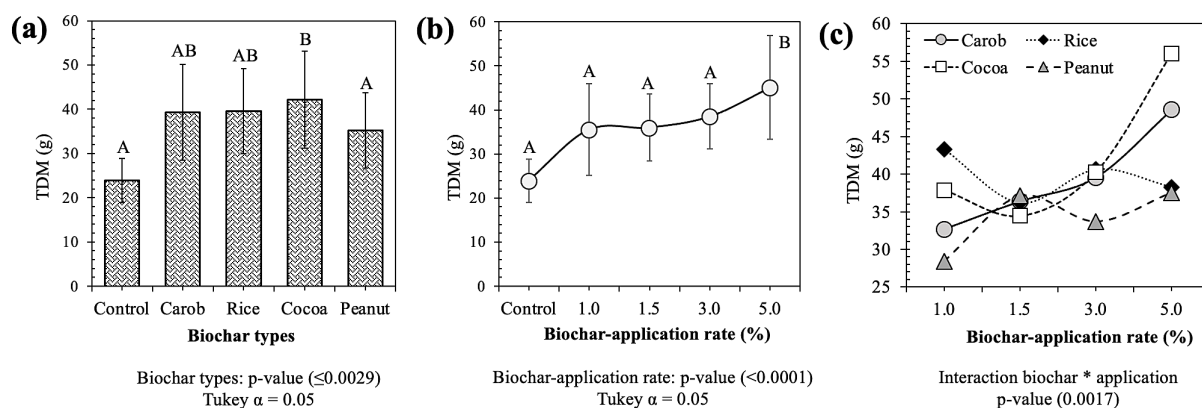 (a)
60
50
40
30
20
10
0
TDM (g)
A
AB
AB
B
A
Control Carob Rice Cocoa Peanut
Biochar types
Biochar types: p-value (≤0.0029)
Tukey α = 0.05
(b)
60
50
40
30
20
10
0
TDM (g)
A
A
A
A
B
Control 1.0 1.5 3.0 5.0
Biochar-application rate (%)
Biochar-application rate: p-value (<0.0001)
Tukey α = 0.05
(c)
Carob Rice
Cocoa Peanut
60
55
50
45
40
35
30
25
TDM (g)
1.0 1.5 3.0 5.0
Biochar-application rate (%)
Interaction biochar * application
p-value (0.0017)